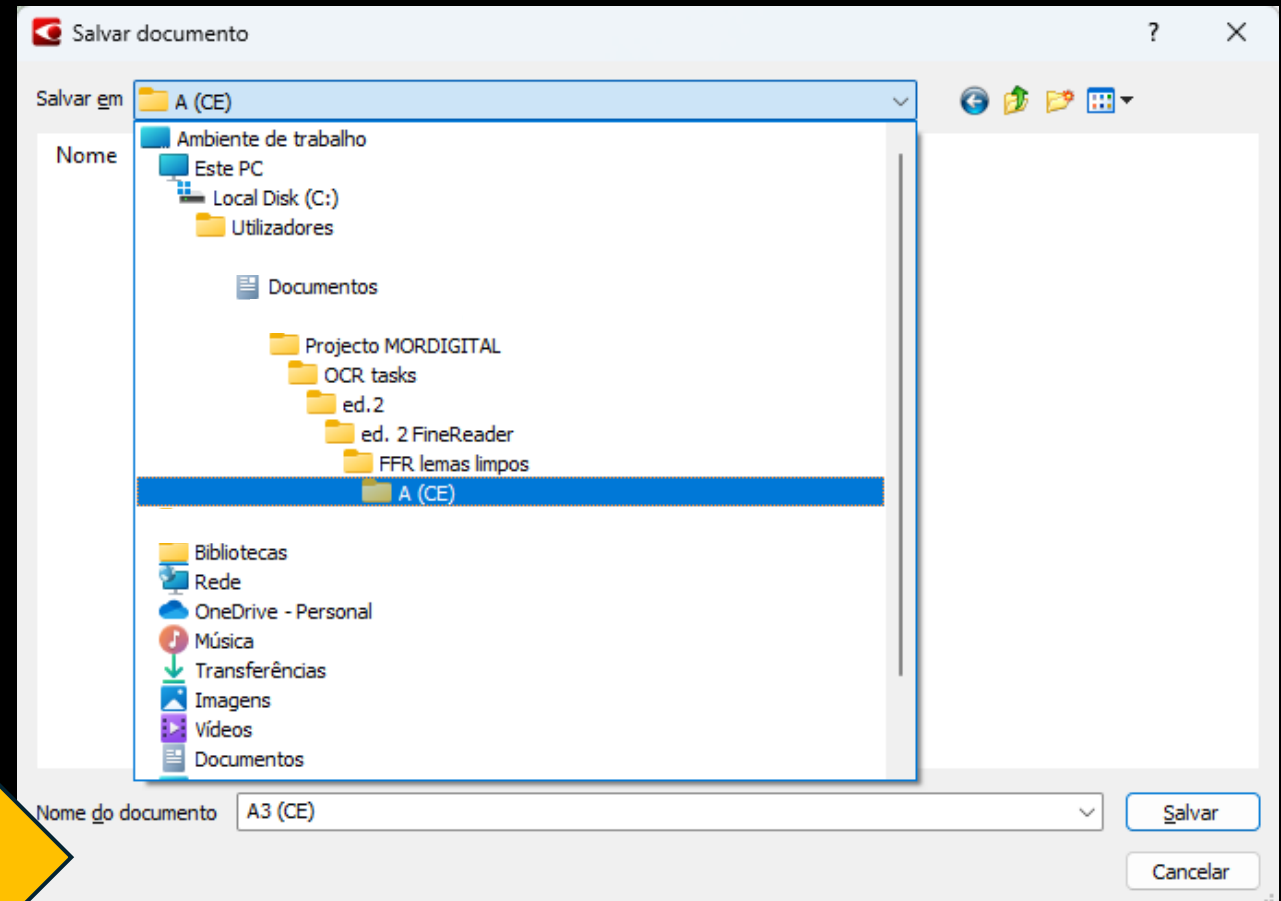 Salvar documento
?
Salvar em A (CE)
Nome
Ambiente de trabalho
Este PC
Local Disk (C:)
Utilizadores
Documentos
Projecto MORDIGITAL
OCR tasks
ed.2
ed. 2 FineReader
FFR lemas limpos
A (CE)
Bibliotecas
Rede
OneDrive - Personal
Música
Transferências
Imagens
Vídeos
Documentos
Nome do documento A3 (CE) Salvar
Cancelar